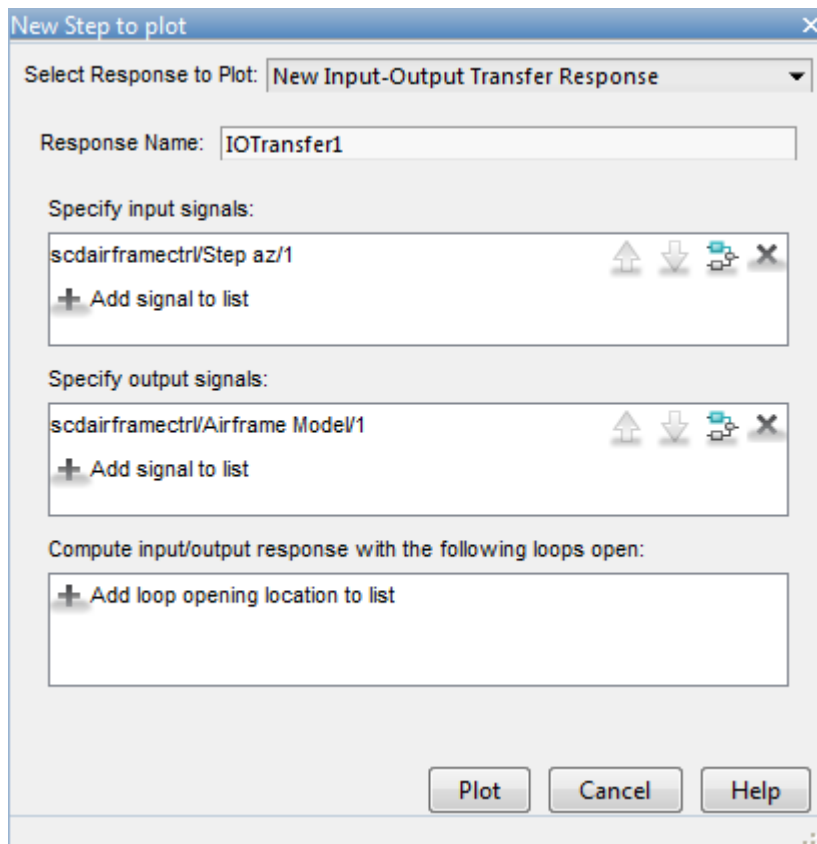 New Step to plot
Select Response to Plot: New Input-Output Transfer Response
Response Name: IOTransfer1
Specify input signals:
scdairframectrl/Step az/1
Add signal to list
Specify output signals:
scdairframectrl/Airframe Model/1
Add signal to list
Compute input/output response with the following loops open:
Add loop opening location to list
Plot Cancel Help